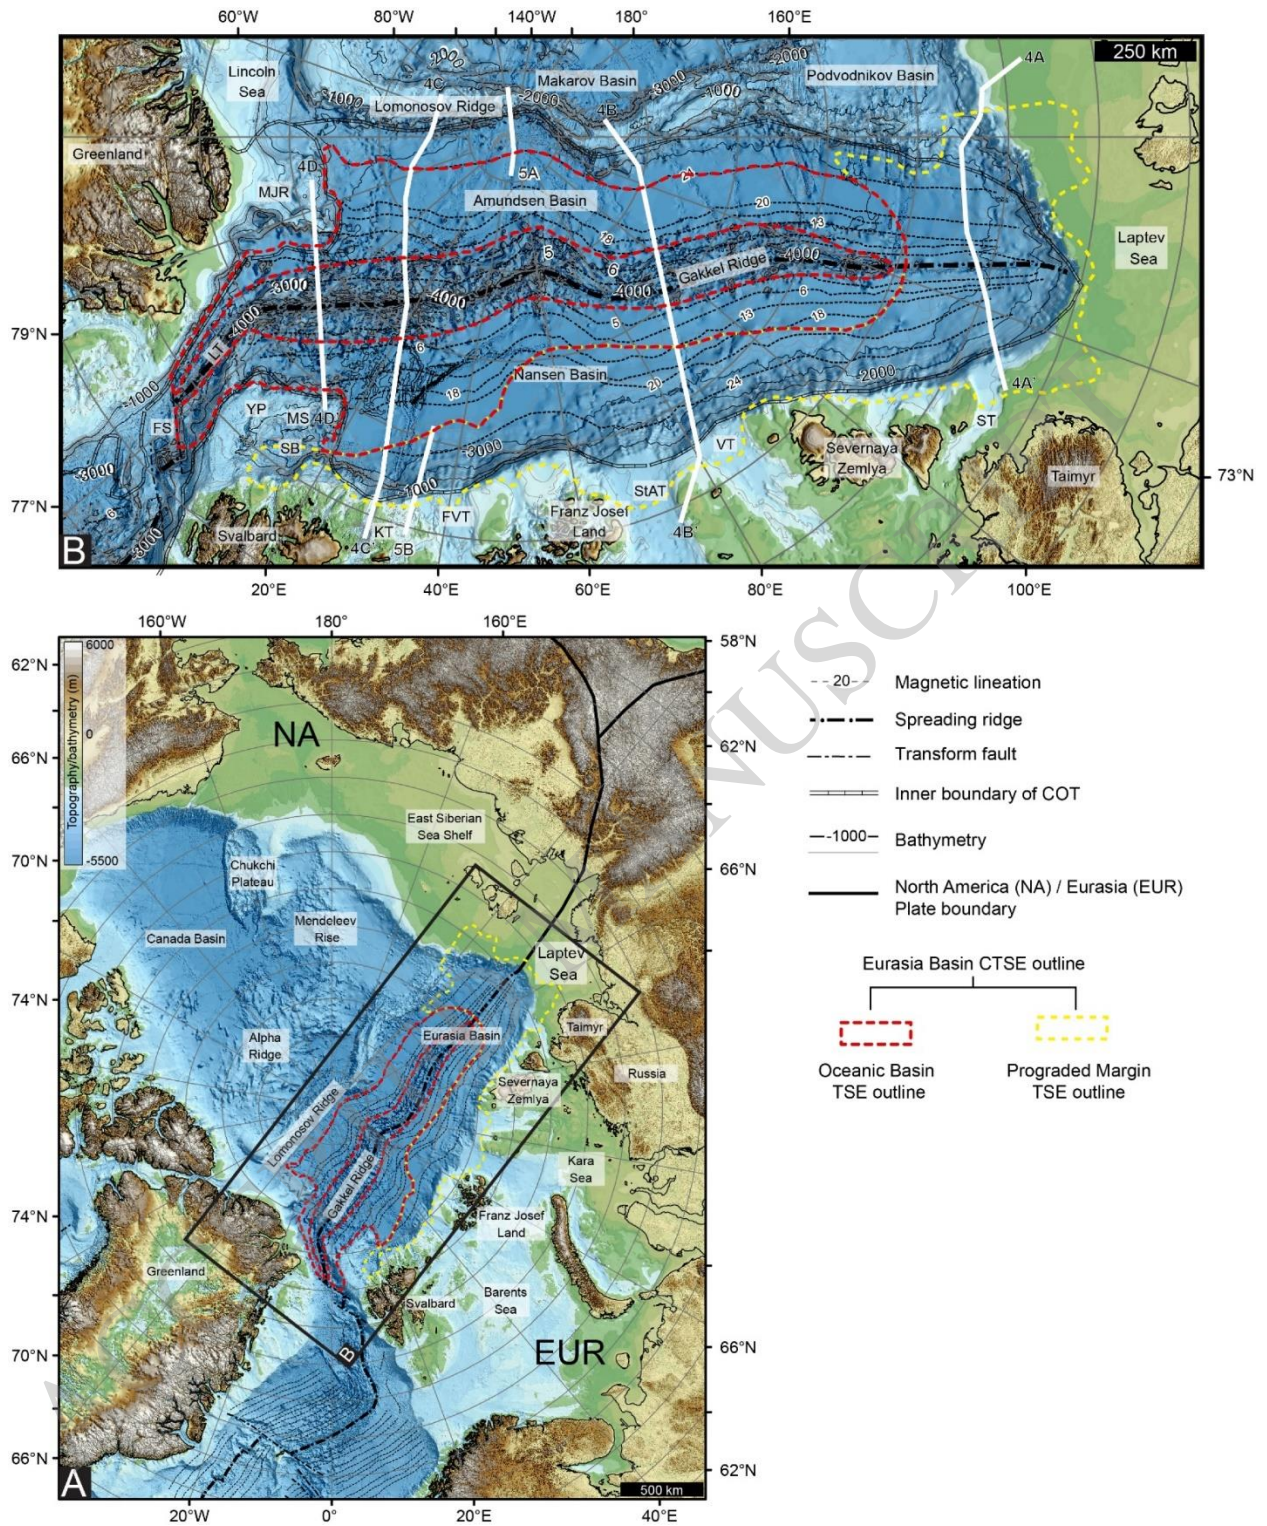 60°W 80°W 140°W 180° 160°E
250 km
4A
Lincoln
Sea
-2000
4C
Makarov Basin
-3000
-2000
Podvodnikov Basin
-1000
Lomonosov Ridge
-2000
4B
-1000
Greenland
4D
MJR
5A
24
Amundsen Basin
20
18
13
Laptev
Sea
5
6
Gakkel Ridge
-4000
-3000
-4000
-4000
6
79°N
-4000
LT
6
5
13
18
-1000
Nansen Basin
18
20
24
-2000
4A'
YP
MS
4D'
FS
SB
-3000
ST
VT
Severnaya
Zemlya
Taimyr
73°N
-3000
77°N
6
-1000
StAT
FVT
Franz Josef
Land
KT
Svalbard
4C'
5B
4B'
-3000
B
20°E 40°E 60°E 80°E 100°E
160°W 180° 160°E
58°N
62°N
6000
Topography/bathymetry (m)
0
-5500
NA
62°N
66°N
East Siberian
Sea Shelf
70°N
66°N
Chukchi
Plateau
Mendeleev
Rise
Canada Basin
Laptev
Sea
70°N
74°N
Alpha
Ridge
Eurasia Basin
Taimyr
Severnaya
Zemlya
Russia
Lomonosov Ridge
Kara
Sea
Gakkel Ridge
74°N
Franz Josef
Land
Greenland
Barents
Sea
Svalbard
66°N
70°N
B
EUR
66°N
62°N
A
500 km
20°W 0° 20°E 40°E
--20-- Magnetic lineation
Spreading ridge
Transform fault
Inner boundary of COT
-1000 Bathymetry
North America (NA) / Eurasia (EUR)
Plate boundary
Eurasia Basin CTSE outline
Oceanic Basin
TSE outline
Prograded Margin
TSE outline